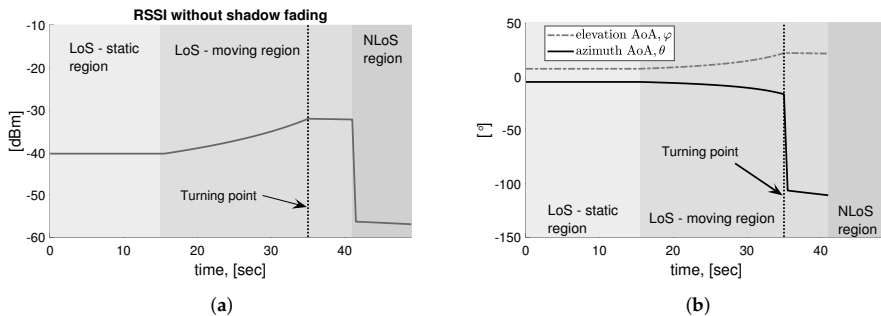 RSSI without shadow fading
-10
-20
-30
-40
-50
-60
[dBm]
LoS - static
region
LoS - moving region
NLoS
region
Turning point
0
10
20
30
40
time, [sec]
(a)
50
0
-50
-100
-150
[°]
elevation AoA, φ
azimuth AoA, θ
Turning point
LoS - static
region
LoS - moving region
NLoS
region
0
10
20
30
40
time, [sec]
(b)